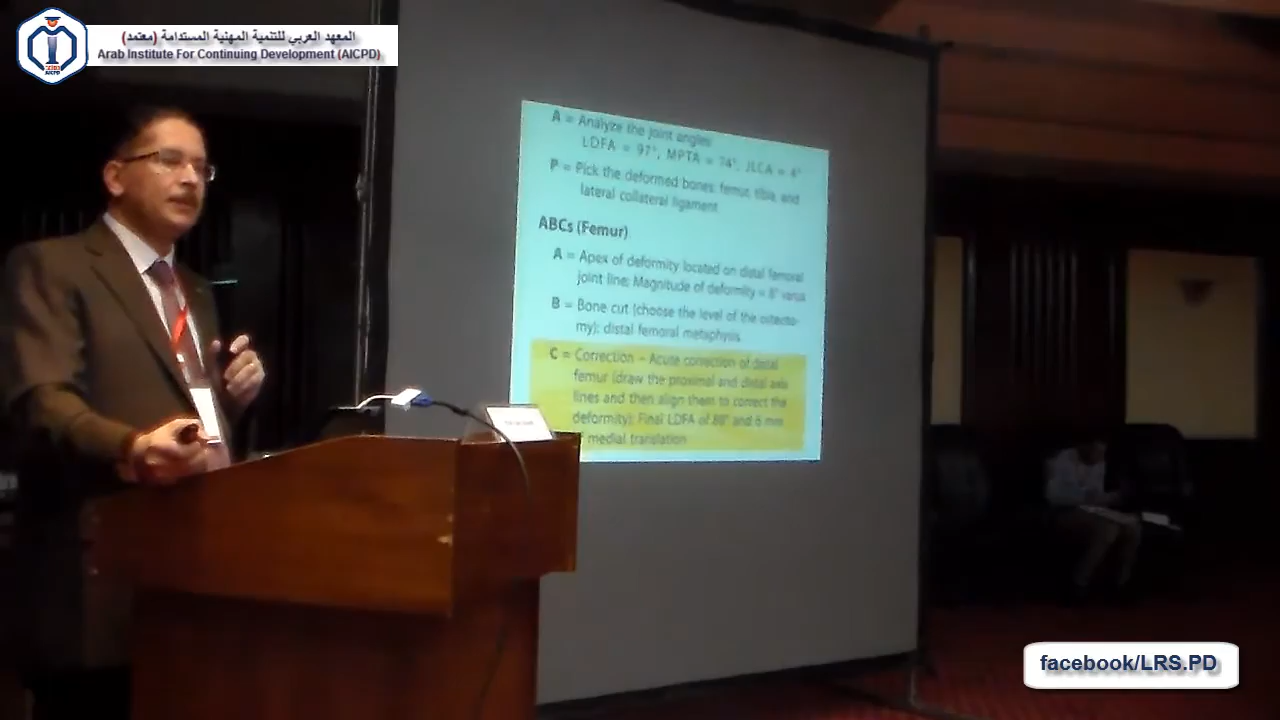 المعهد العربي للتنمية المهنية المستدامة (معتمد)
Arab Institute For Continuing Development (AICPD)
AICPD
A = Analyze the joint angles
LDFA = 97°, MPTA = 74°, JLCA = 4°
P = Pick the deformed bones: femur, tibia, and
lateral collateral ligament
ABCs (Femur)
A = Apex of deformity located on distal femoral
joint line; Magnitude of deformity = 8° varus
B = Bone cut (choose the level of the osteoto-
my): distal femoral metaphysis
C = Correction – Acute correction of distal
femur (draw the proximal and distal axis
lines and then align them to correct the
deformity): Final LDFA of 88° and 6 mm
medial translation
facebook/LRS.PD